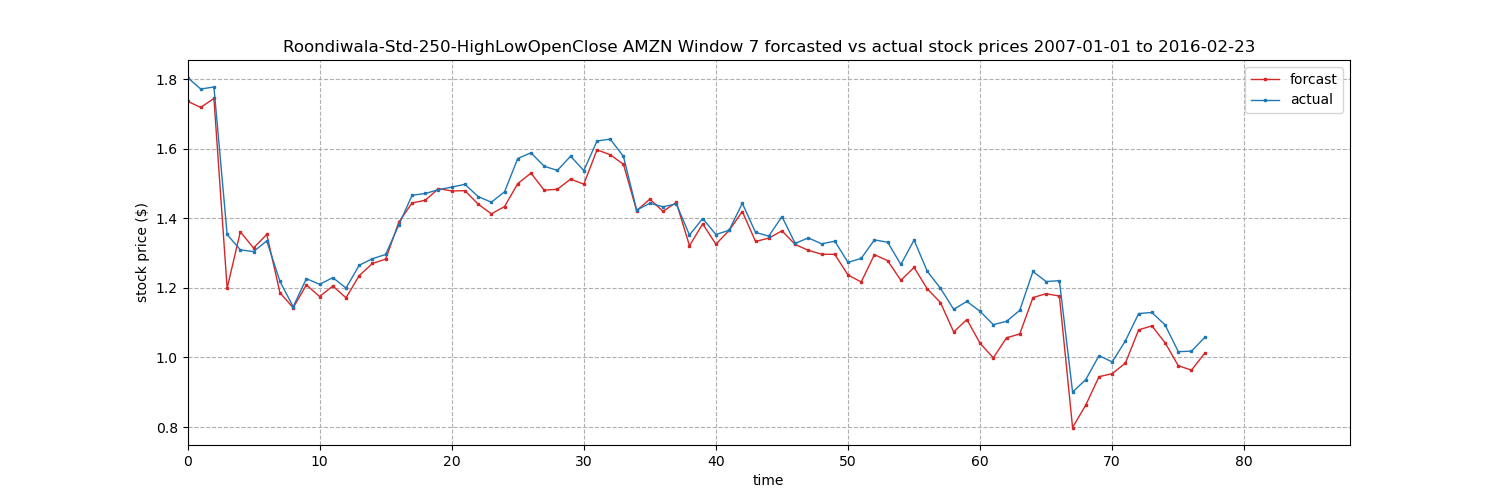 Roondiwala-Std-250-HighLowOpenClose AMZN Window 7 forcasted vs actual stock prices 2007-01-01 to 2016-02-23
forcast
actual
stock price ($)
1.8
1.6
1.4
1.2
1.0
0.8
0 10 20 30 40 50 60 70 80
time